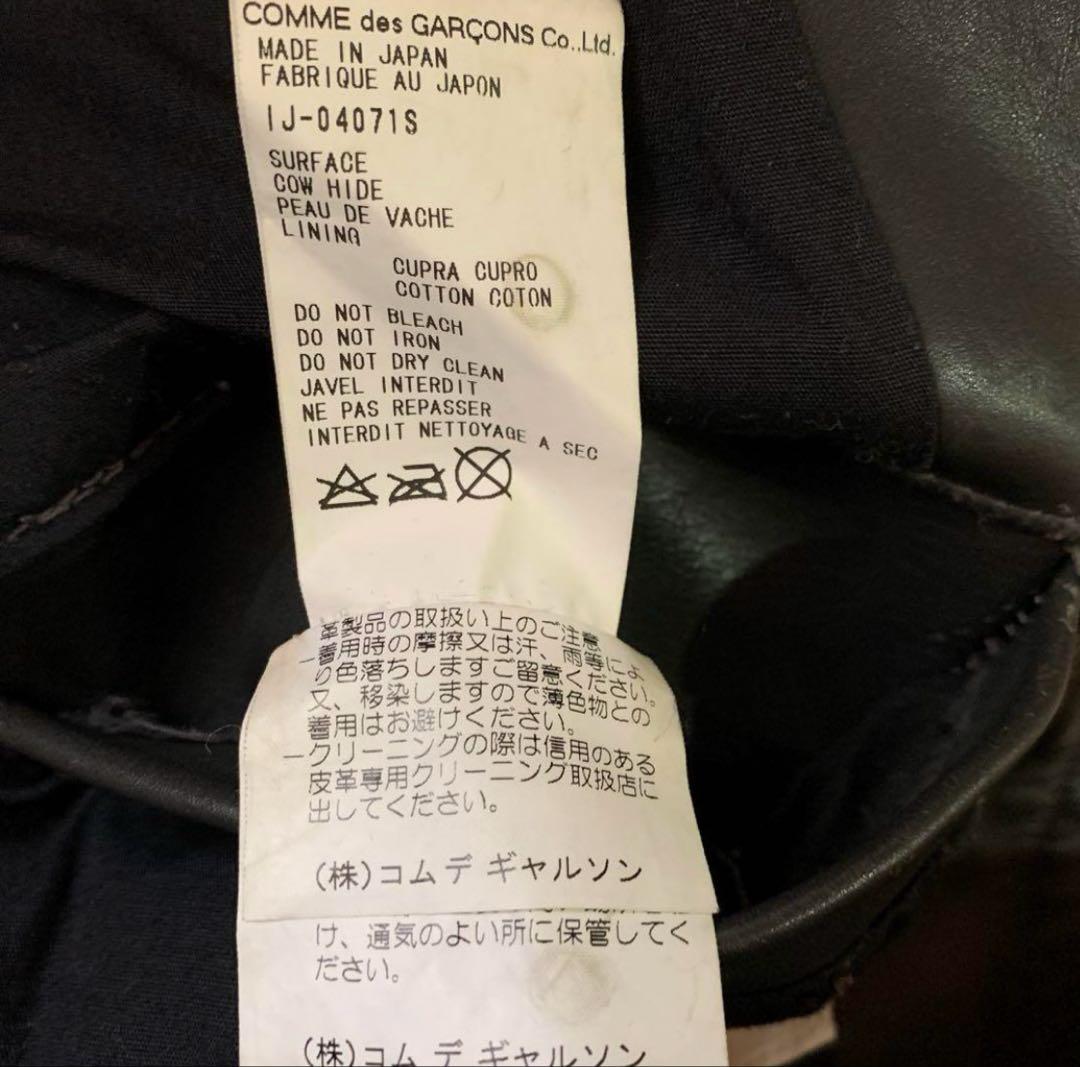 COMME des GARÇONS Co.,Ltd.
MADE IN JAPAN
FABRIQUE AU JAPON
IJ-04071S
SURFACE
COW HIDE
PEAU DE VACHE
LINING
CUPRA CUPRO
COTTON COTON
DO NOT BLEACH
DO NOT IRON
DO NOT DRY CLEAN
JAVEL INTERDIT
NE PAS REPASSER
INTERDIT NETTOYAGE A SEC
革製品の取扱い上のご注意
ー着用時の摩擦又は汗、雨等によ
り色落ちしますご留意ください。
又、移染しますので薄色物との
着用はお避けください。
ークリーニングの際は信用のある
皮革専用クリーニング取扱店に
出してください。
(株)コム デ ギャルソン
け、通気のよい所に保管してく
ださい。
(株)コム デ ギャルソン